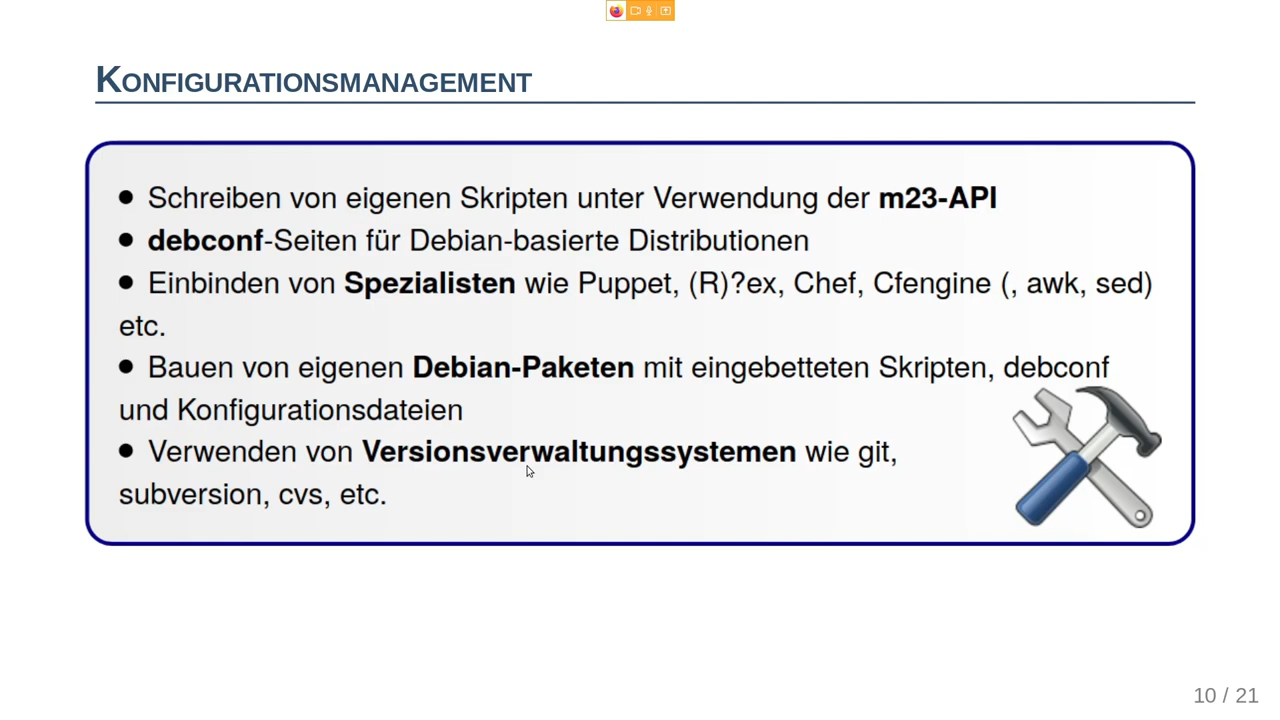 Konfigurationsmanagement
● Schreiben von eigenen Skripten unter Verwendung der m23-API
● debconf-Seiten für Debian-basierte Distributionen
● Einbinden von Spezialisten wie Puppet, (R)?ex, Chef, Cfengine (, awk, sed)
etc.
● Bauen von eigenen Debian-Paketen mit eingebetteten Skripten, debconf
und Konfigurationsdateien
● Verwenden von Versionsverwaltungssystemen wie git,
subversion, cvs, etc.
10 / 21